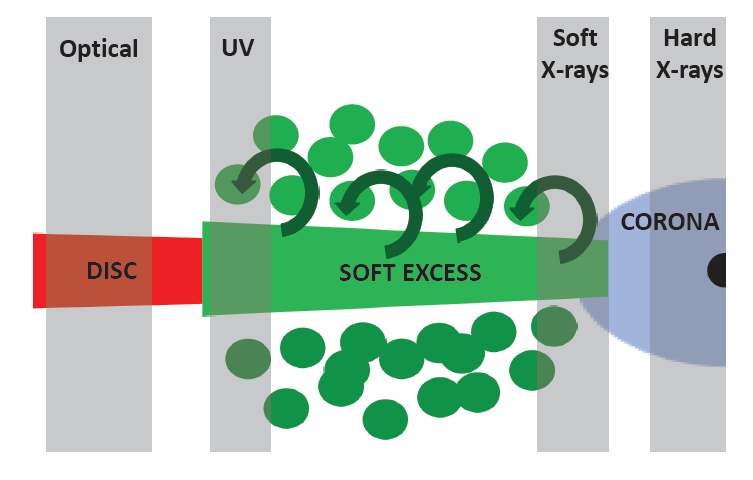 Optical
UV
Soft
X-rays
Hard
X-rays
CORONA
DISC
SOFT EXCESS